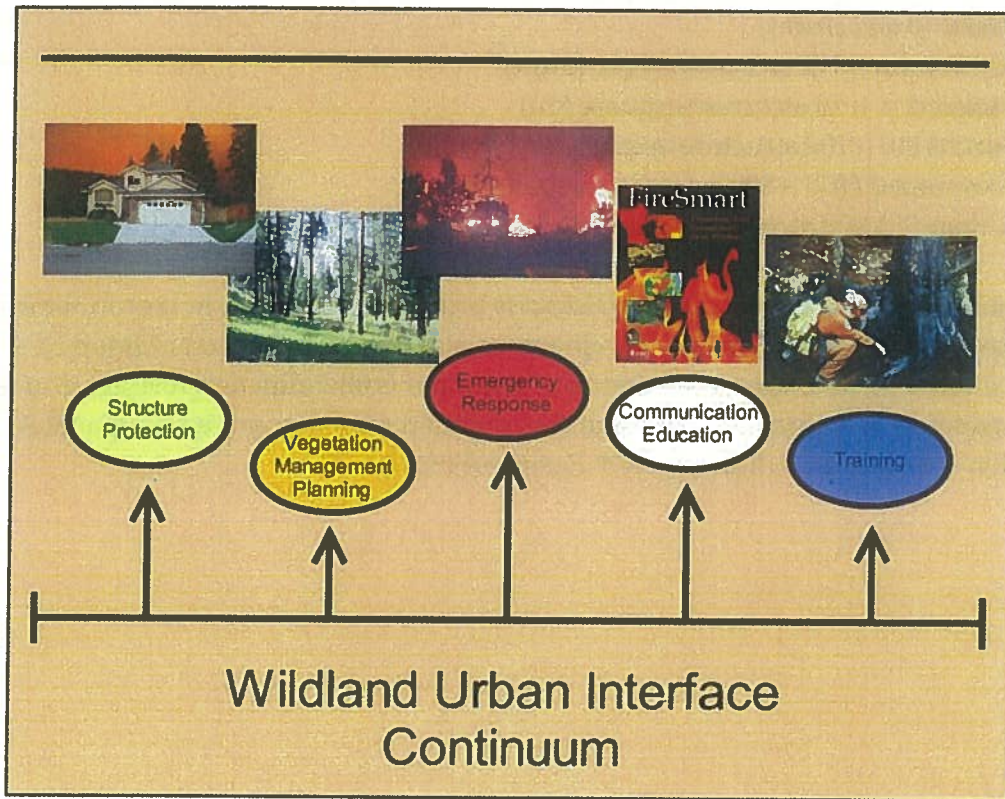 FireSmart
Structure
Protection
Vegetation
Management
Planning
Emergency
Response
Communication
Education
Training
Wildland Urban Interface
Continuum